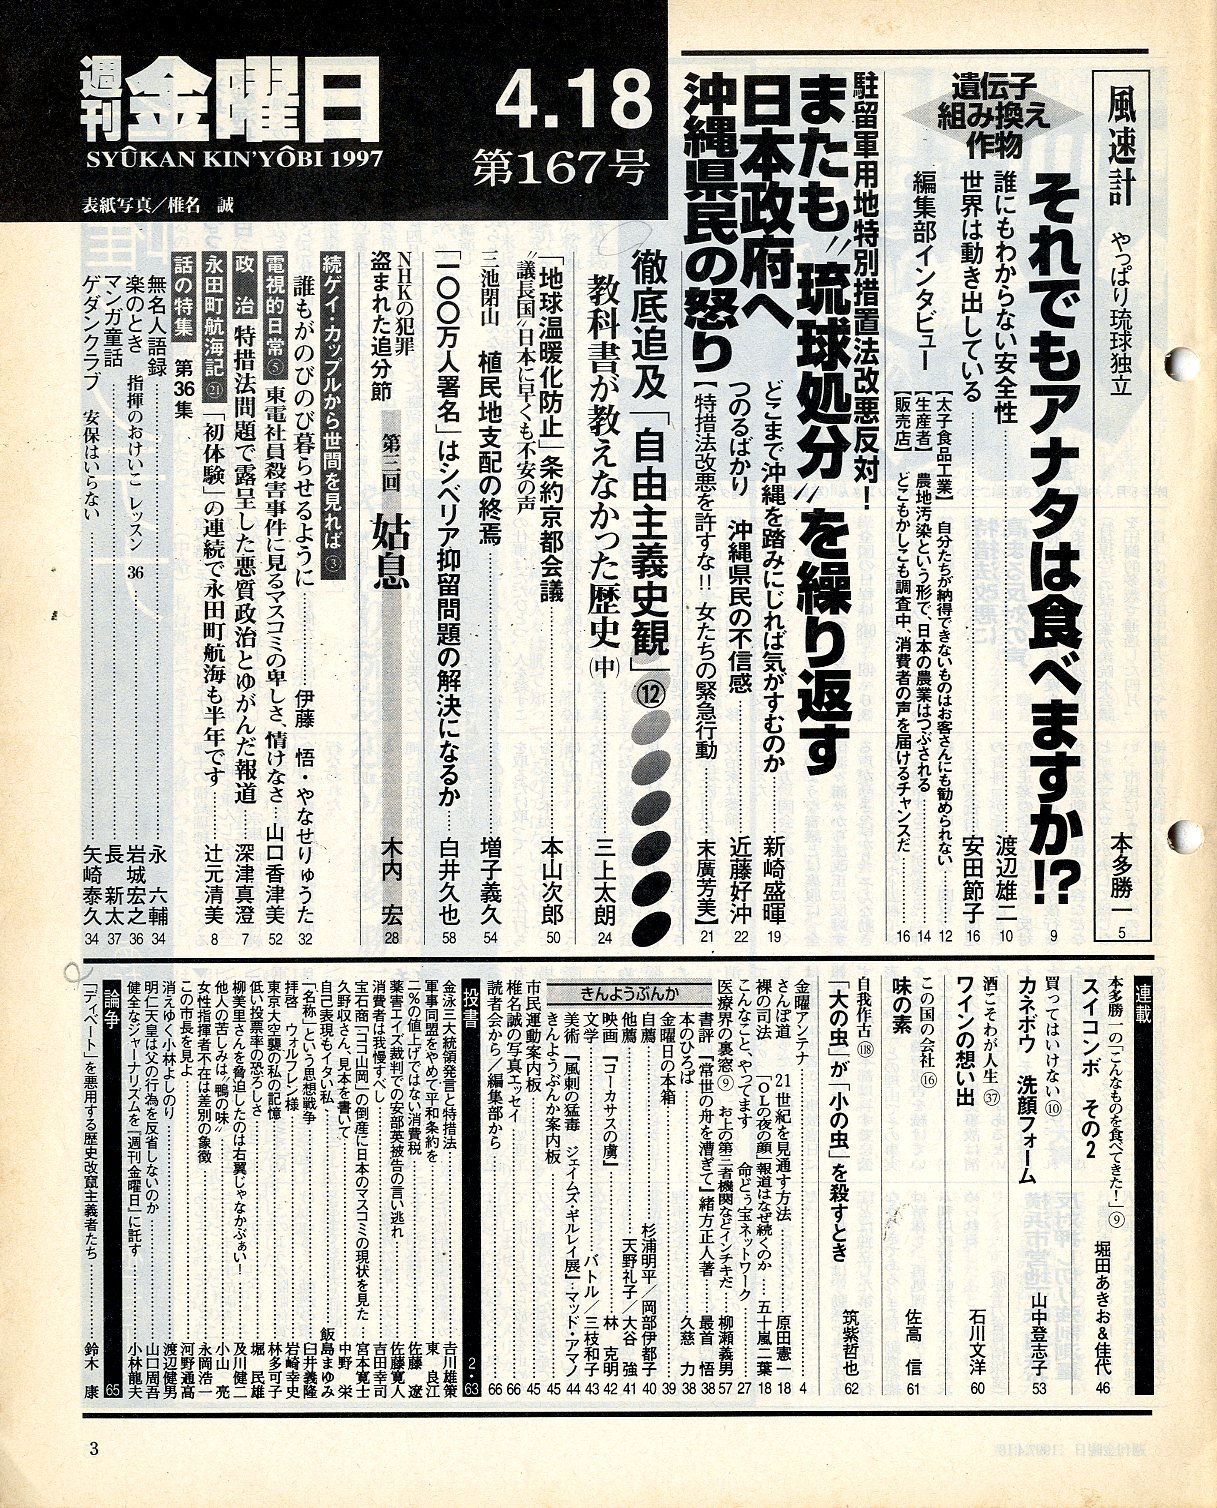 週刊金曜日
SYÛKAN KIN'YÔBI 1997
4.18
第167号
表紙写真/椎名 誠
風速計 やっぱり琉球独立 本多勝一 5
遺伝子組み換え作物
それでもアナタは食べますか!? 9
誰にもわからない安全性 渡辺雄二 10
世界は動き出している 安田節子 16
編集部インタビュー
【太子食品工業】 自分たちが納得できないものはお客さんにも勧められない 12
【生産者】 農地汚染という形で、日本の農業はつぶされる 14
【販売店】 どこもかしこも調査中、消費者の声を届けるチャンスだ 16
駐留軍用地特別措置法改悪反対!
またも〝琉球処分〟を繰り返す
日本政府へ
沖縄県民の怒り
どこまで沖縄を踏みにじれば気がすむのか 新崎盛暉 19
つのるばかり 沖縄県民の不信感 近藤好沖 22
【特措法改悪を許すな!! 女たちの緊急行動 末廣芳美】 21
徹底追及「自由主義史観」⑫
教科書が教えなかった歴史(中) 三上太朗 24
「地球温暖化防止」条約京都会議 本山次郎 50
〝議長国〟日本に早くも不安の声
三池閉山 植民地支配の終焉 増子義久 54
「一〇〇万人署名」はシベリア抑留問題の解決になるか 白井久也 58
NHKの犯罪
盗まれた追分節 第三回 姑息 木内 宏 28
続ゲイ・カップルから世間を見れば③
誰もがのびのび暮らせるように 伊藤 悟・やなせりゅうた 32
電視的日常⑤ 東電社員殺害事件に見るマスコミの卑しさ、情けなさ 山口香津美 52
政治 特措法問題で露呈した悪質政治とゆがんだ報道 深津真澄 7
永田町航海記㉑ 「初体験」の連続で永田町航海も半年です 辻元清美 8
話の特集 第36集
無名人語録 永 六輔 34
楽のとき 指揮のおけいこ レッスン36 岩城宏之 36
マンガ童話 長 新太 37
ゲダンクラブ 安保はいらない 矢崎泰久 34
連載
本多勝一の「こんなものを食べてきた!」⑨
スイコンボ その2 堀田あきお&佳代 46
買ってはいけない⑩
カネボウ 洗顔フォーム 山中登志子 53
酒こそわが人生㊲
ワインの想い出 石川文洋 60
この国の会社⑯
味の素 佐高 信 61
自我作古(118)
「大の虫」が「小の虫」を殺すとき 筑紫哲也 62
金曜アンテナ 4
さんぽ道 21世紀を見通す方法 原田憲一 18
裸の司法 「OLの夜の顔」報道はなぜ続くのか 五十嵐二葉 18
こんなこと、やってます 命どぅ宝ネットワーク 27
医療界の裏窓⑨ お上の第三者機関などインチキだ 柳瀬義男 57
きんようぶんか
書評『常世の舟を漕ぎて』緒方正人著 最首 悟 38
本のひろば 久慈 力 38
金曜日の本箱 39
自薦 杉浦明平/岡部伊都子 40
他薦 天野礼子/大谷 強 41
映画『コーカサスの虜』 林 克明 42
文学 バトル/三枝和子 43
美術『風刺の猛毒 ジェイムズ・ギルレイ展』 マッド・アマノ 44
きんようぶんか案内板 45
市民運動案内板 45
椎名誠の写真エッセイ 66
読者会から/編集部から 66
投書 2・63
金泳三大統領発言と特措法 吉川雄策
軍事同盟をやめて平和条約を 東 良江
二%の値上げではない消費税 佐藤 遼
薬害エイズ裁判での安部英被告の言い逃れ 佐藤寛人
消費者は我慢すべし 吉田幸司
宝石商「ココ山岡」の倒産に日本のマスコミの現状を見た 宮本寛士
久野収さん、見本を書いて 中野 栄
自己表現もイタい私 飯島まゆみ
「名称」という思想戦争 臼井義隆
拝啓 ウォルフレン様 岩崎幸史
東京大空襲の私の記憶 林多可子
低い投票率の恐ろしさ 堀 民雄
柳美里さんを脅迫したのは右翼じゃなかぶぁい! 及川健二
他人の苦しみは、鴨の味 小山 亮
女性指揮者不在は差別の象徴 永岡浩一
この市長を見よ 河野通高
消えゆく小林よしのり 渡辺健男
明仁天皇は父の行為を反省しないのか 山口周吾
健全なジャーナリズムを『週刊金曜日』に託す 小林龍夫
論争 65
「ディベート」を悪用する歴史改竄主義者たち 鈴木 康
3